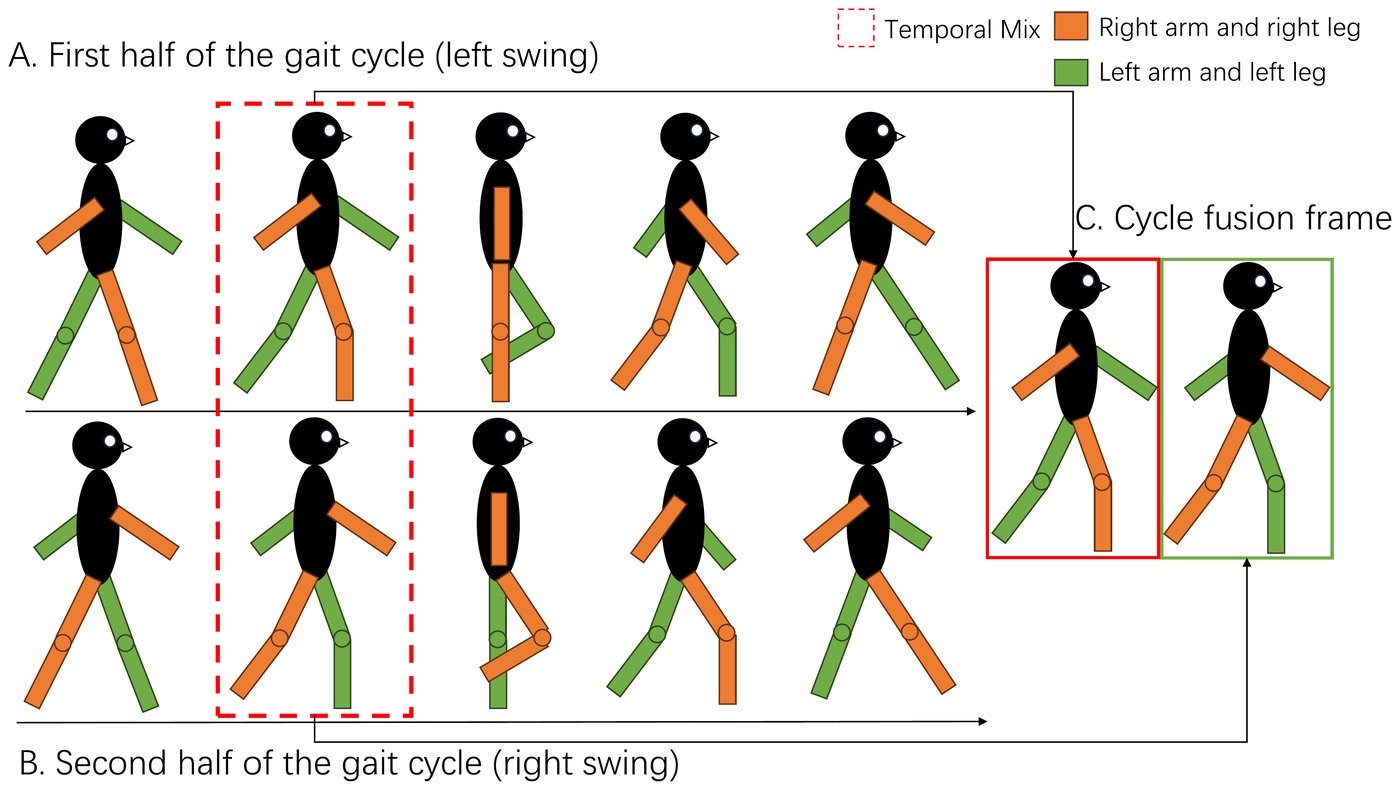 Temporal Mix
Right arm and right leg
Left arm and left leg
A. First half of the gait cycle (left swing)
C. Cycle fusion frame
B. Second half of the gait cycle (right swing)